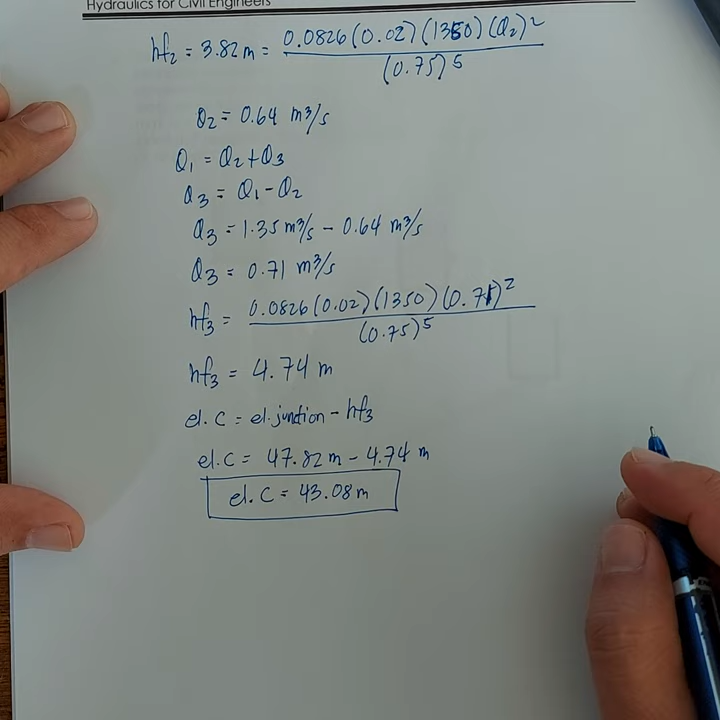 Hydraulics for Civil Engineers
hf₂ = 3.82 m = 0.0826 (0.02) (1350) (Q₂)² / (0.75)⁵
Q₂ = 0.64 m³/s
Q₁ = Q₂ + Q₃
Q₃ = Q₁ - Q₂
Q₃ = 1.35 m³/s - 0.64 m³/s
Q₃ = 0.71 m³/s
hf₃ = 0.0826 (0.02) (1350) (0.71)² / (0.75)⁵
hf₃ = 4.74 m
el. C = el. junction - hf₃
el. C = 47.82 m - 4.74 m
el. C = 43.08 m